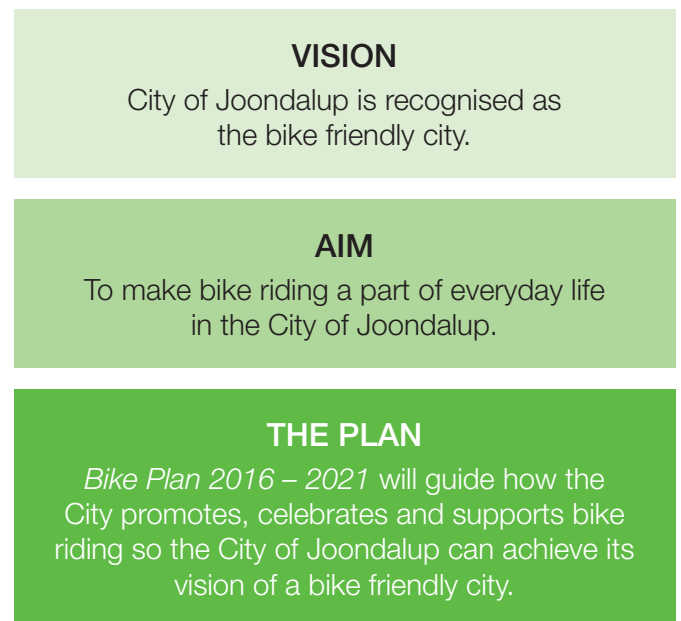 VISION
City of Joondalup is recognised as
the bike friendly city.
AIM
To make bike riding a part of everyday life
in the City of Joondalup.
THE PLAN
Bike Plan 2016 – 2021 will guide how the
City promotes, celebrates and supports bike
riding so the City of Joondalup can achieve its
vision of a bike friendly city.